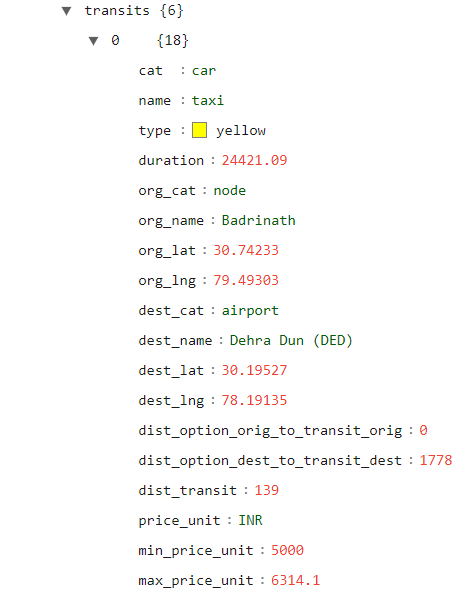 transits {6}
0 {18}
cat : car
name : taxi
type : yellow
duration : 24421.09
org_cat : node
org_name : Badrinath
org_lat : 30.74233
org_lng : 79.49303
dest_cat : airport
dest_name : Dehra Dun (DED)
dest_lat : 30.19527
dest_lng : 78.19135
dist_option_orig_to_transit_orig : 0
dist_option_dest_to_transit_dest : 1778
dist_transit : 139
price_unit : INR
min_price_unit : 5000
max_price_unit : 6314.1